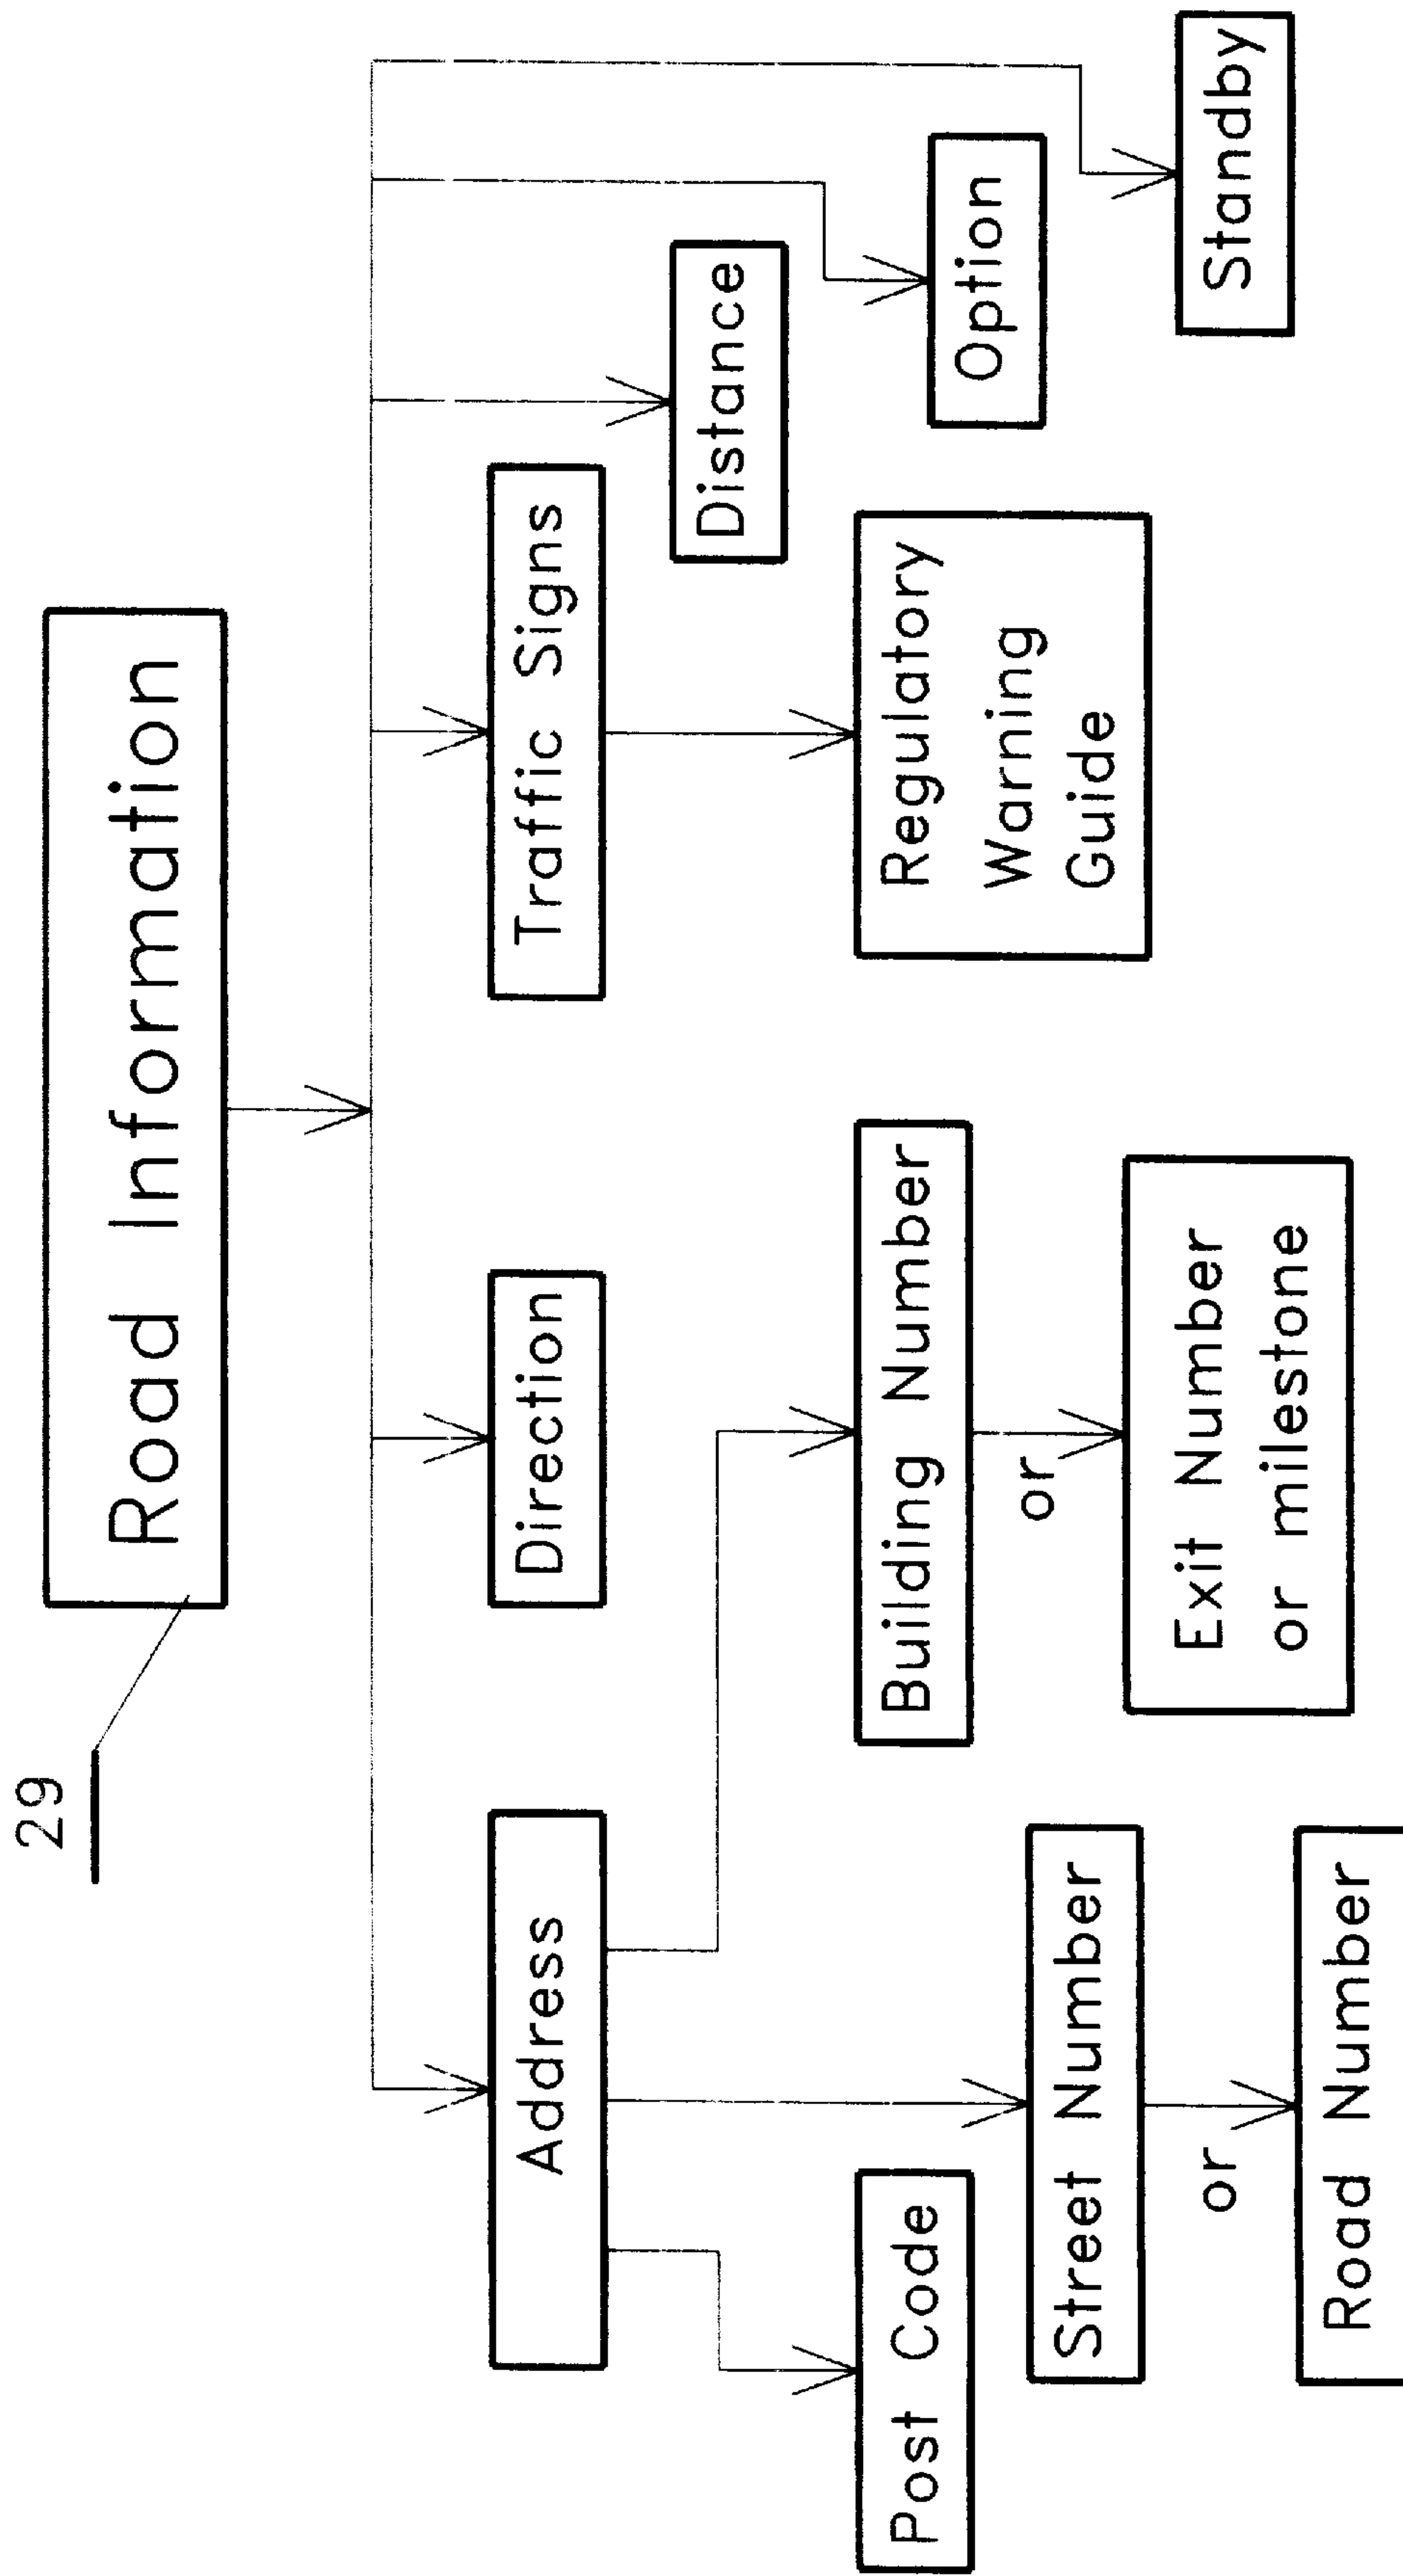 29
Road Information
Address
Direction
Traffic Signs
Distance
Option
Standby
Post Code
Street Number
or
Road Number
Building Number
or
Exit Number
or milestone
Regulatory
Warning
Guide